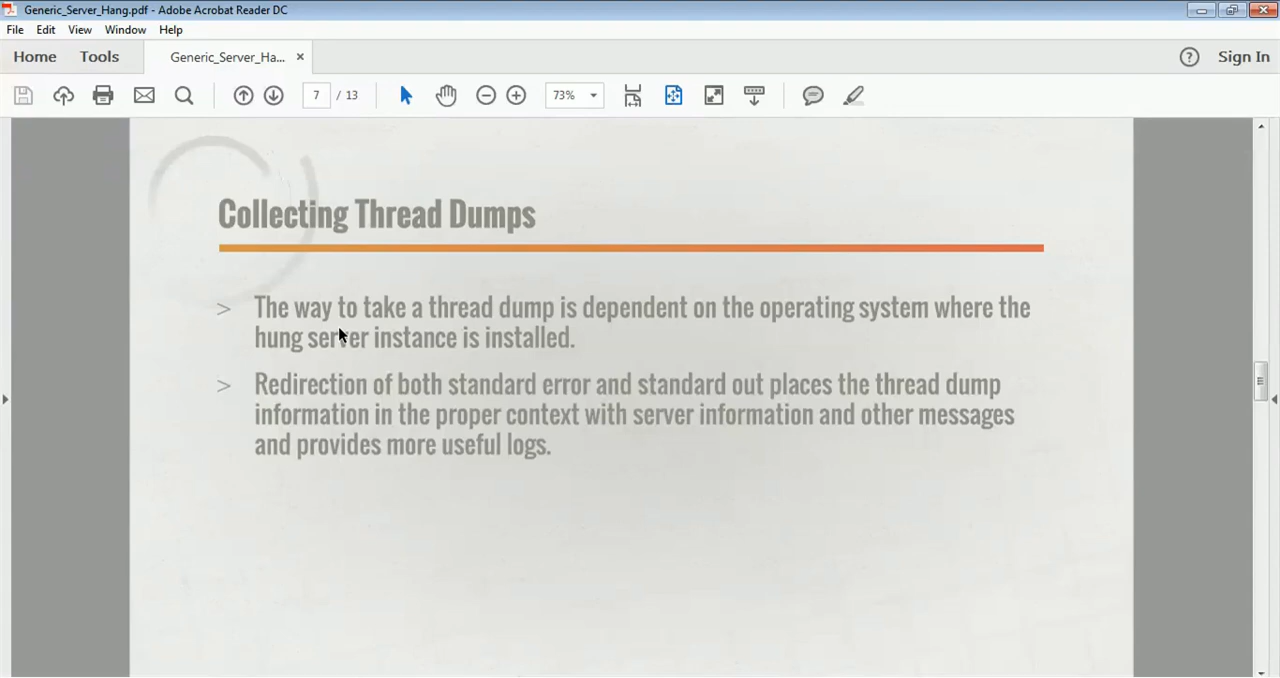 Generic_Server_Hang.pdf - Adobe Acrobat Reader DC
File Edit View Window Help
Home Tools Generic_Server_Ha... × ? Sign In
7 / 13 73%
Collecting Thread Dumps
> The way to take a thread dump is dependent on the operating system where the
hung server instance is installed.
> Redirection of both standard error and standard out places the thread dump
information in the proper context with server information and other messages
and provides more useful logs.